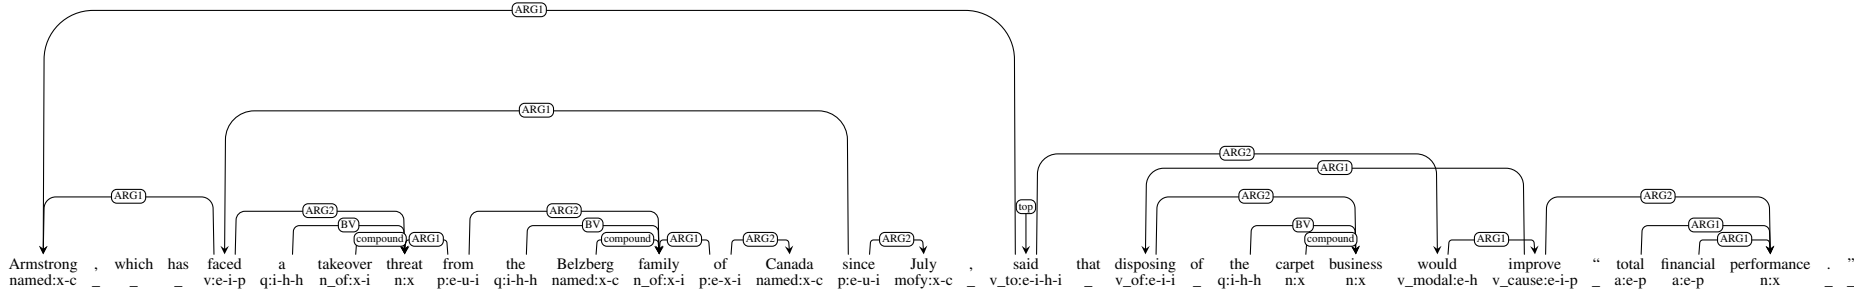 ARG1
ARG1
ARG2
ARG1
ARG1 ARG2 ARG2
top
ARG2 ARG2 BV BV BV ARG1
compound ARG1 compound ARG1 ARG2 ARG2 compound ARG1 ARG1
Armstrong , which has faced a takeover threat from the Belzberg family of Canada since July , said that disposing of the carpet business would improve “ total financial performance . ”
named:x-c _ _ _ v:e-i-p q:i-h-h n_of:x-i n:x p:e-u-i q:i-h-h named:x-c n_of:x-i p:e-x-i named:x-c p:e-u-i mofy:x-c _ v_to:e-i-h-i _ v_of:e-i-i _ q:i-h-h n:x n:x v_modal:e-h v_cause:e-i-p _ a:e-p a:e-p n:x _ _